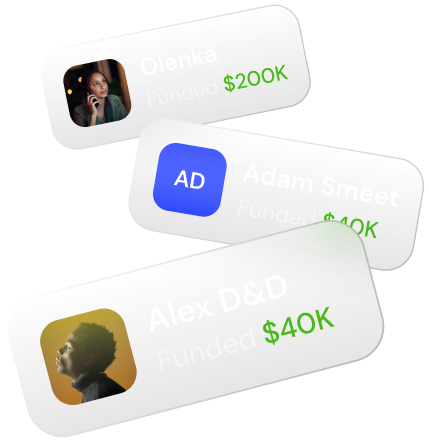 Olenka
Funded $200K
AD
Adam Smeet
Funded $40K
Alex D&D
Funded $40K